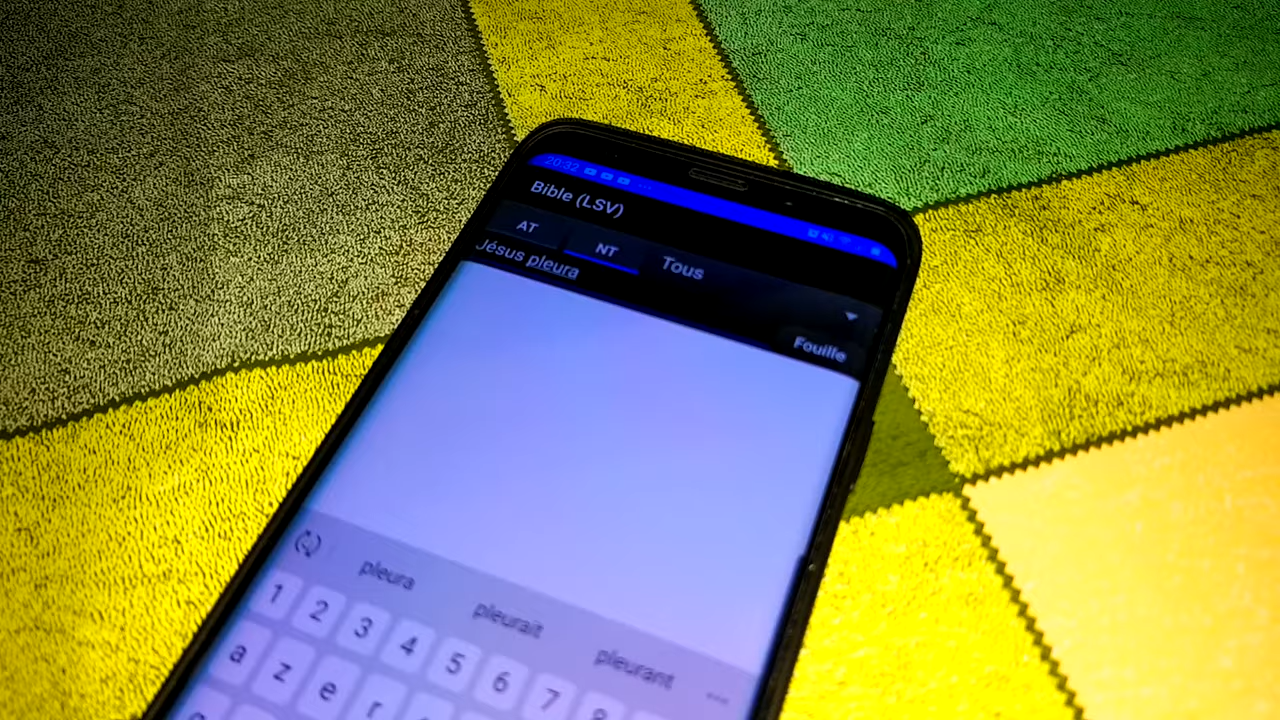 20:32
Bible (LSV)
AT NT Tous
Jésus pleura
Fouille
pleura pleurait pleurant
1 2 3 4 5 6 7 8
a z e r